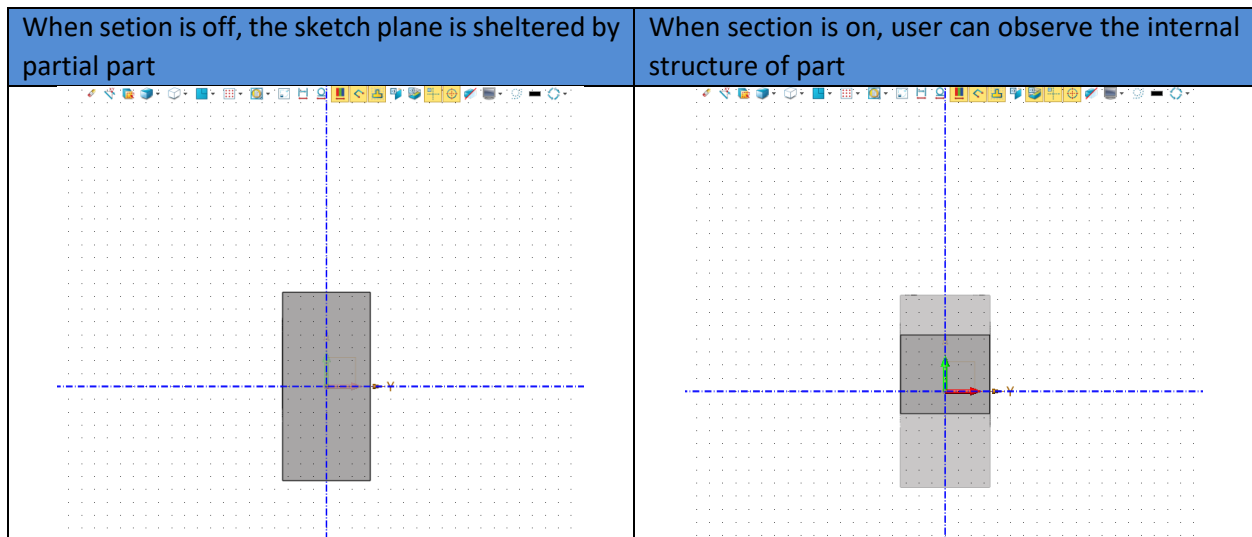 When setion is off, the sketch plane is sheltered by
partial part
When section is on, user can observe the internal
structure of part
Y
Y